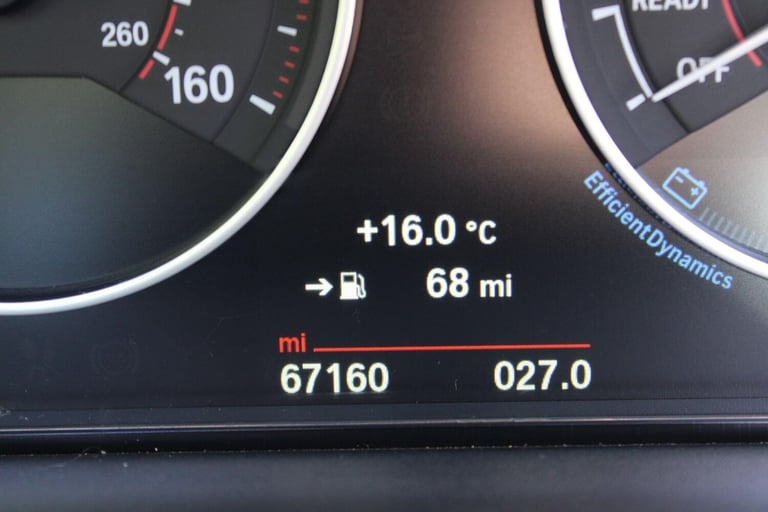 260
160
READY
OFF
EfficientDynamics
+16.0 °C
→ 68 mi
mi
67160 027.0